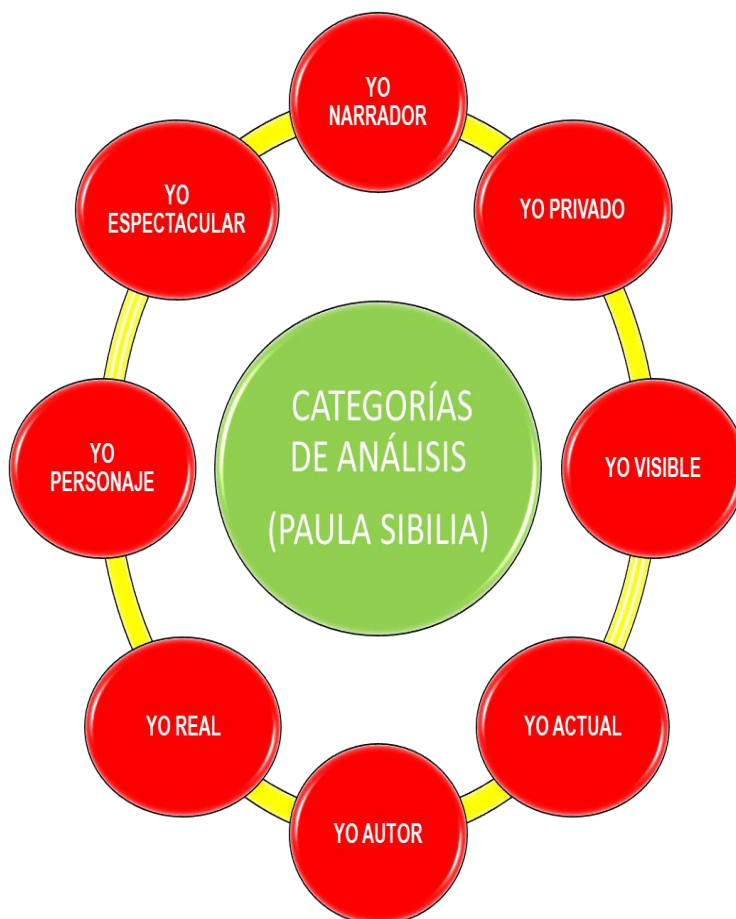 YO
NARRADOR
YO PRIVADO
YO VISIBLE
YO ACTUAL
YO AUTOR
YO REAL
YO
PERSONAJE
YO
ESPECTACULAR
CATEGORÍAS
DE ANÁLISIS
(PAULA SIBILIA)